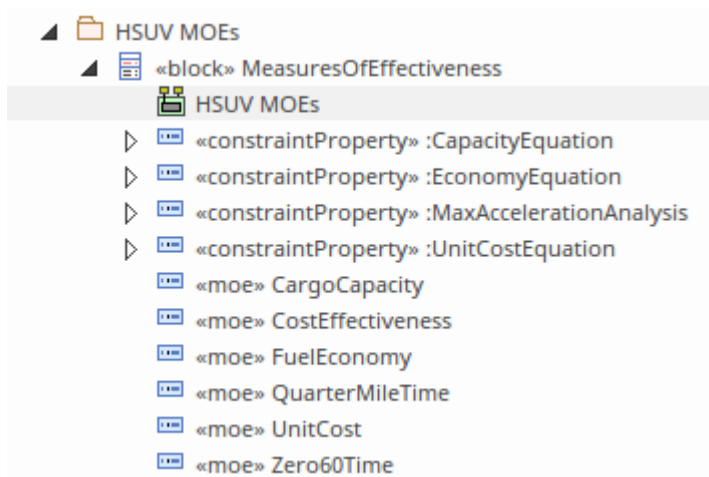 HSUV MOEs
«block» MeasuresOfEffectiveness
HSUV MOEs
«constraintProperty» :CapacityEquation
«constraintProperty» :EconomyEquation
«constraintProperty» :MaxAccelerationAnalysis
«constraintProperty» :UnitCostEquation
«moe» CargoCapacity
«moe» CostEffectiveness
«moe» FuelEconomy
«moe» QuarterMileTime
«moe» UnitCost
«moe» Zero60Time